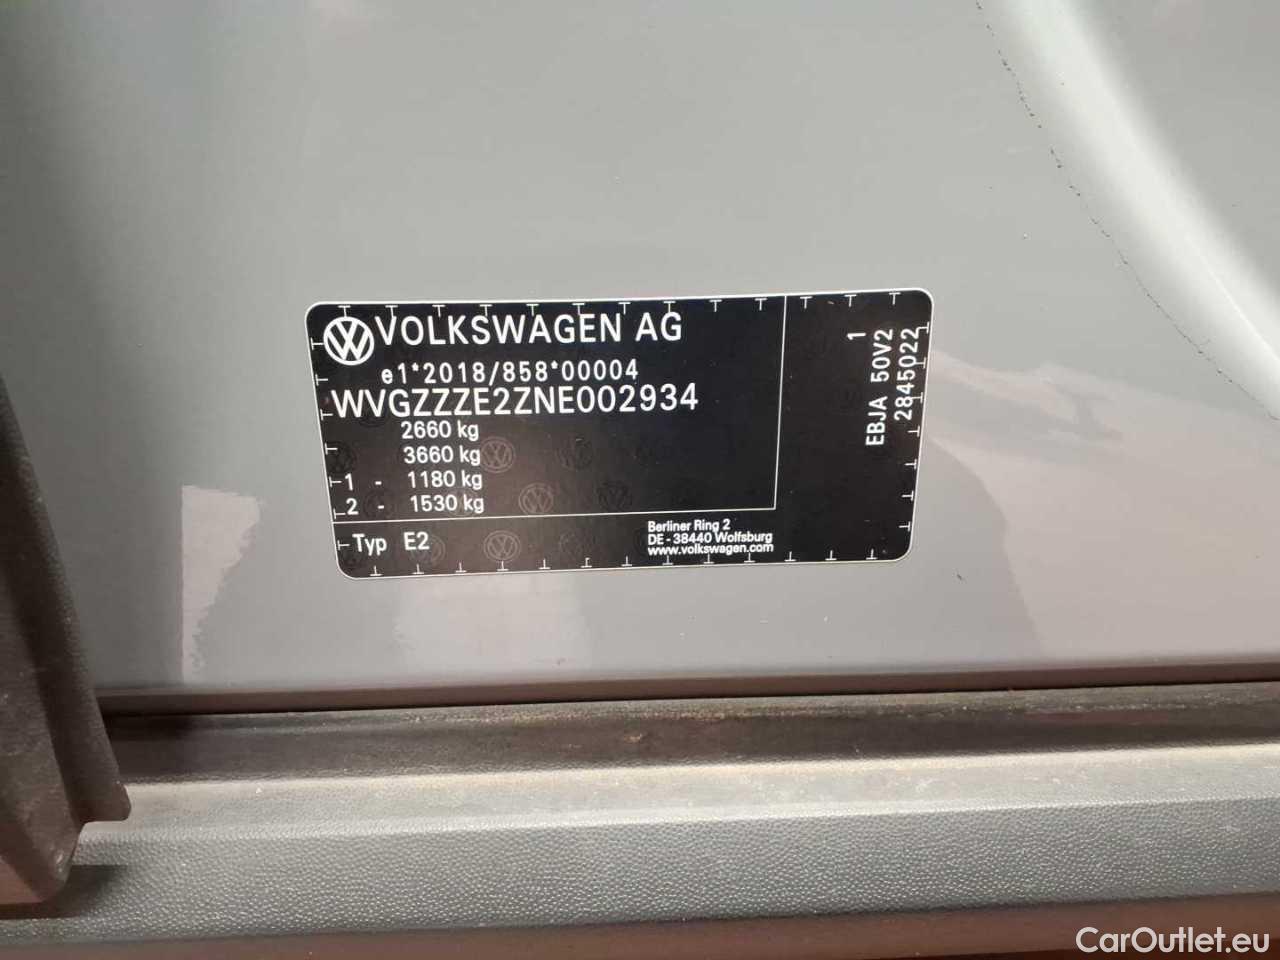 VOLKSWAGEN AG
e1*2018/858*00004
WVGZZZE2ZNE002934
2660 kg
3660 kg
1 - 1180 kg
2 - 1530 kg
Typ E2
Berliner Ring 2
DE - 38440 Wolfsburg
www.volkswagen.com
1
EBJA 50V2
2845022
CarOutlet.eu